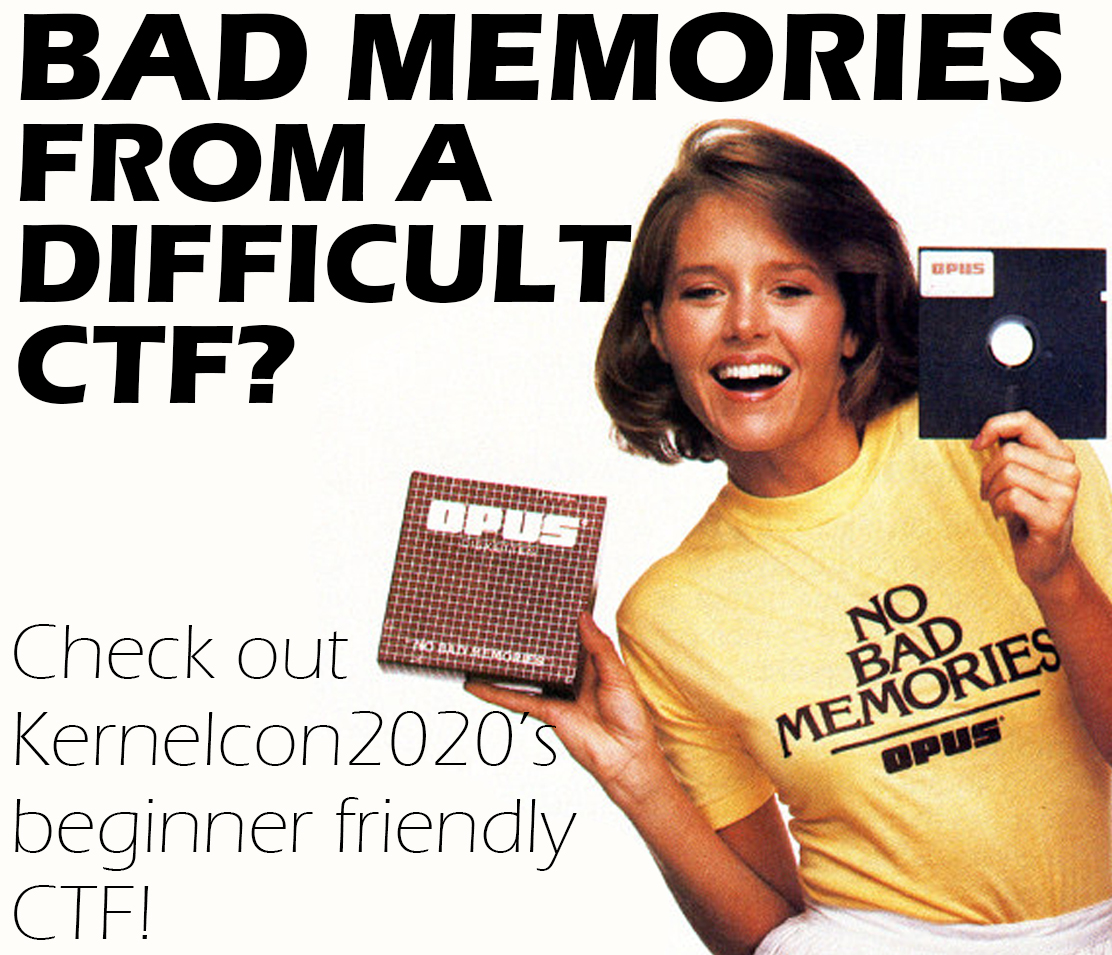 BAD MEMORIES
FROM A
DIFFICULT
CTF?
OPUS
OPUS
NO BAD MEMORIES!
NO
BAD
MEMORIES
OPUS
Check out
Kernelcon2020's
beginner friendly
CTF!